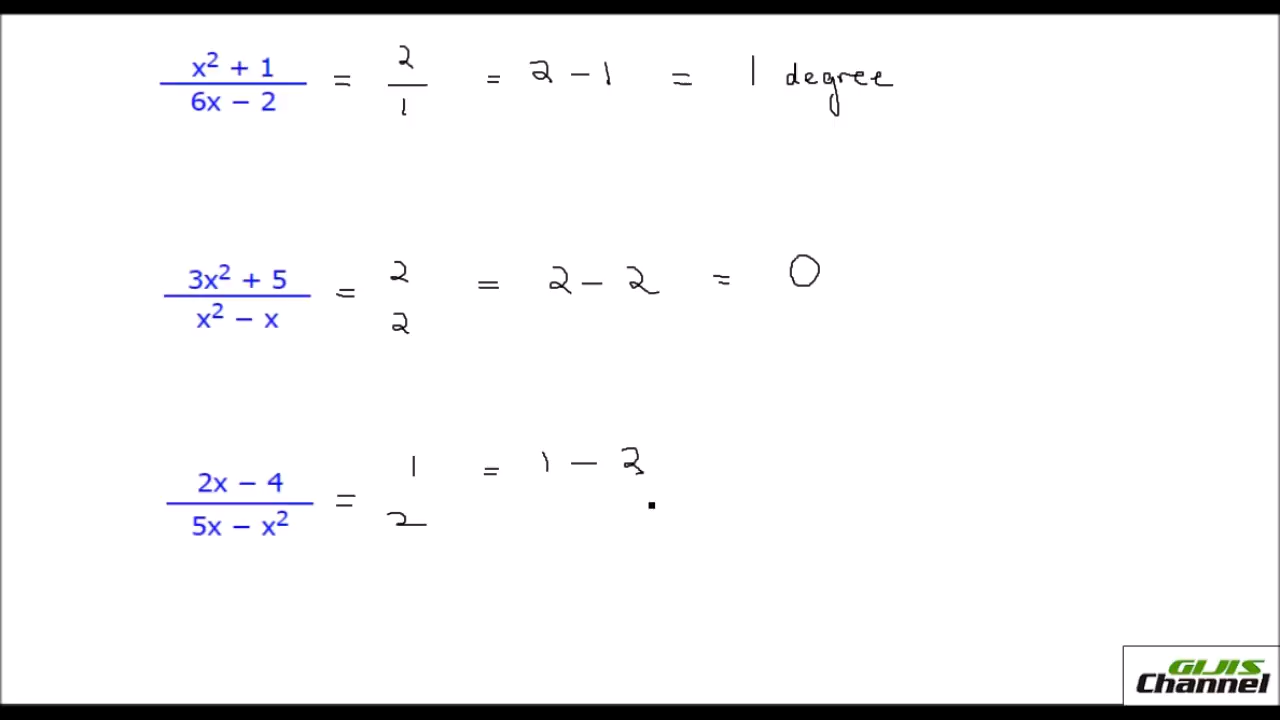 x² + 1 / 6x − 2 = 2 / 1 = 2 − 1 = 1 degree
3x² + 5 / x² − x = 2 / 2 = 2 − 2 = 0
2x − 4 / 5x − x² = 1 / 2 = 1 − 2
GIJIS
Channel